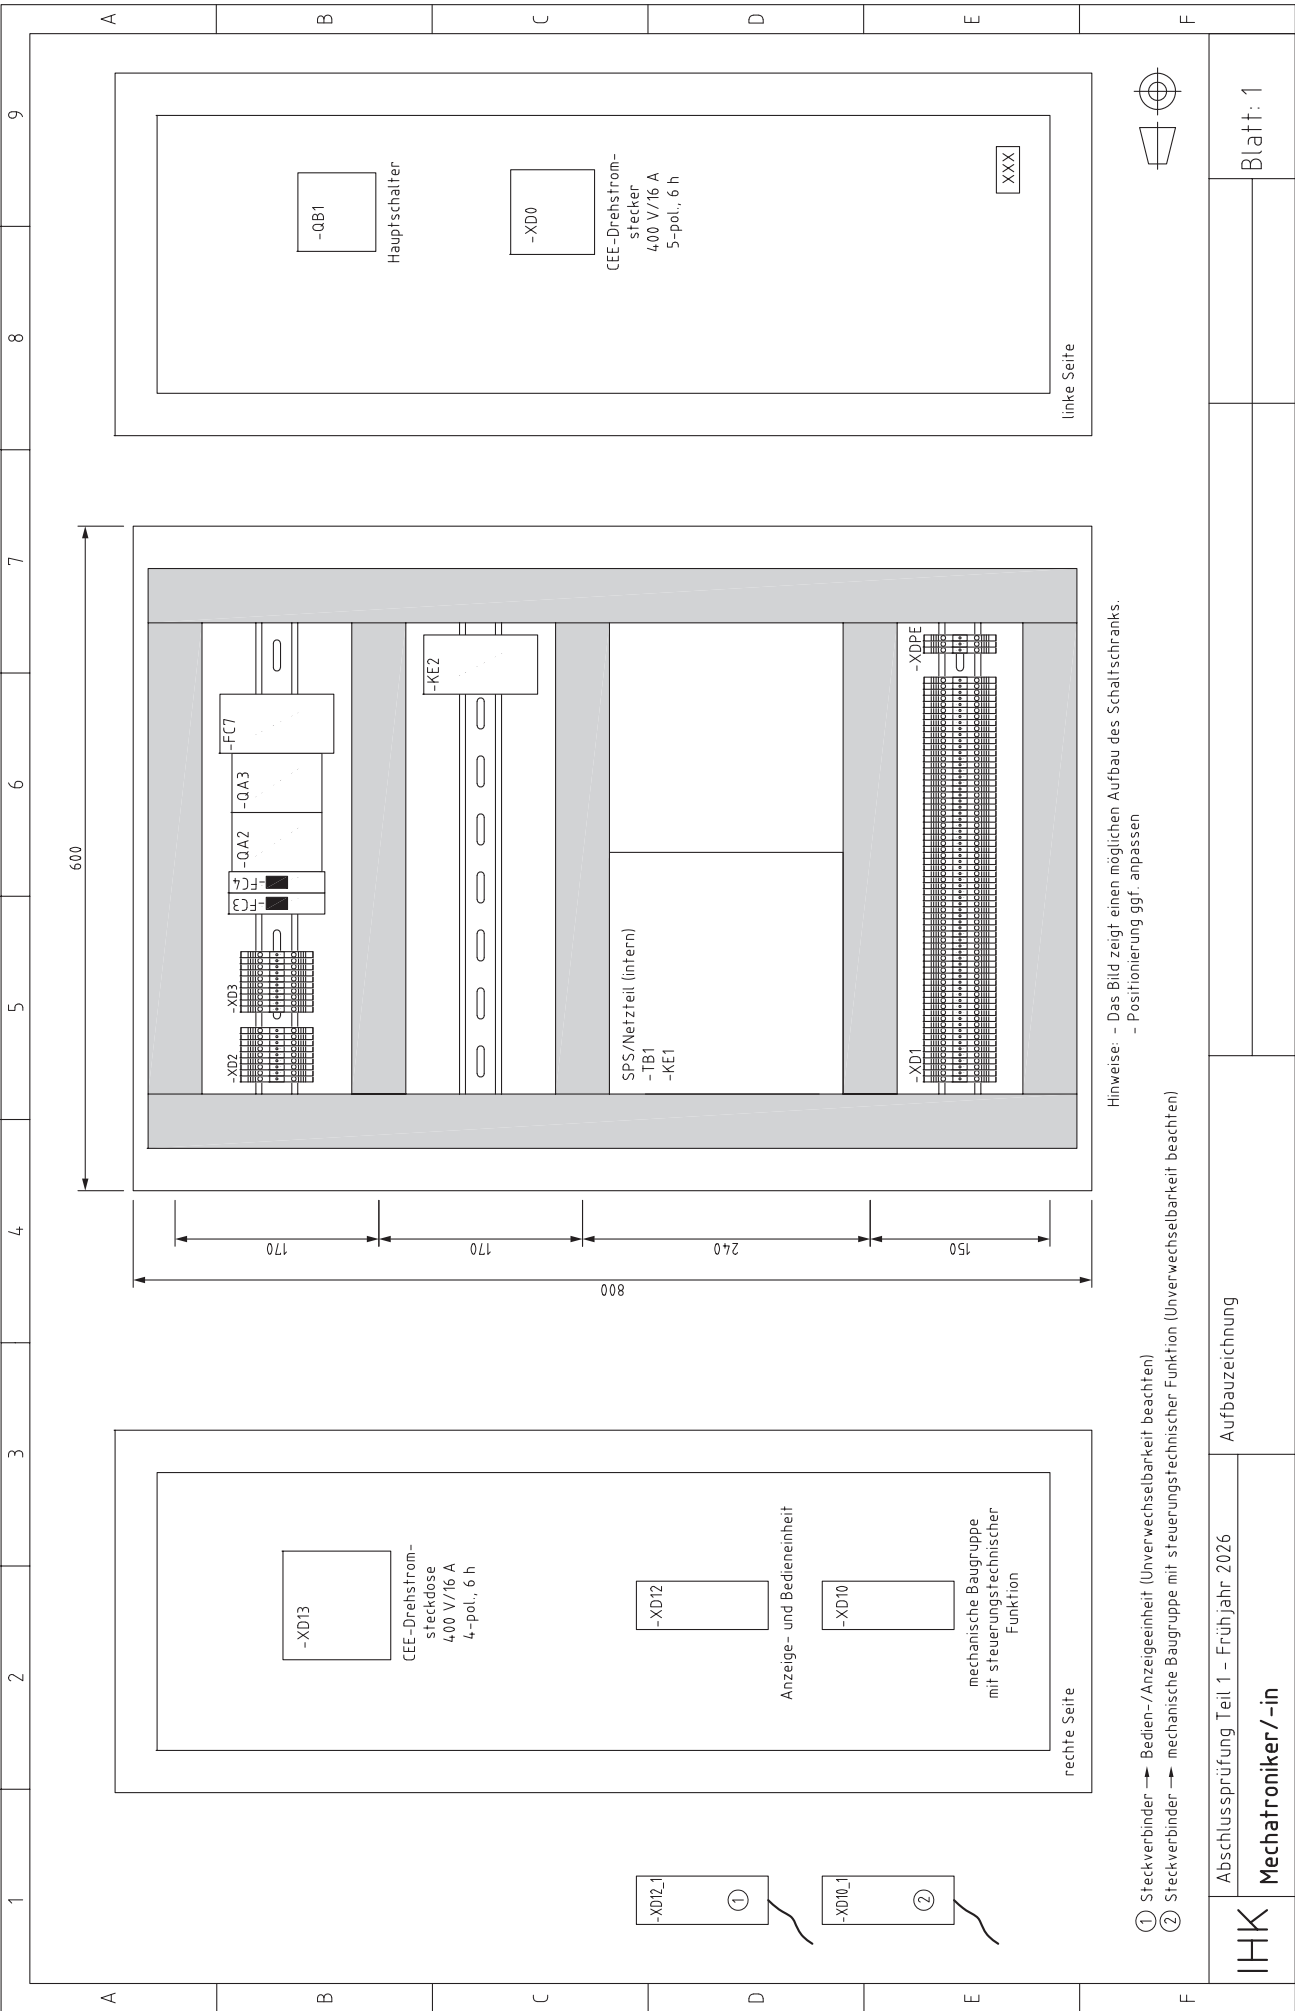 1 2 3 4 5 6 7 8 9
A
B
C
D
E
F
A
B
C
D
E
F
-XD12_1
1
-XD10_1
2
-XD13
CEE-Drehstrom-
steckdose
400 V/16 A
4-pol., 6 h
-XD12
Anzeige- und Bedieneinheit
-XD10
mechanische Baugruppe
mit steuerungstechnischer
Funktion
rechte Seite
600
800
170
170
240
150
-XD2
-XD3
-FC3
-FC4
-QA2
-QA3
-FC7
-KE2
SPS/Netzteil (intern)
-TB1
-KE1
-XD1
-XDPE
Hinweise: - Das Bild zeigt einen möglichen Aufbau des Schaltschranks.
- Positionierung ggf. anpassen
-QB1
Hauptschalter
-XD0
CEE-Drehstrom-
stecker
400 V/16 A
5-pol., 6 h
XXX
linke Seite
1 Steckverbinder → Bedien-/Anzeigeeinheit (Unverwechselbarkeit beachten)
2 Steckverbinder → mechanische Baugruppe mit steuerungstechnischer Funktion (Unverwechselbarkeit beachten)
IHK
Abschlussprüfung Teil 1 - Frühjahr 2026
Mechatroniker/-in
Aufbauzeichnung
Blatt: 1